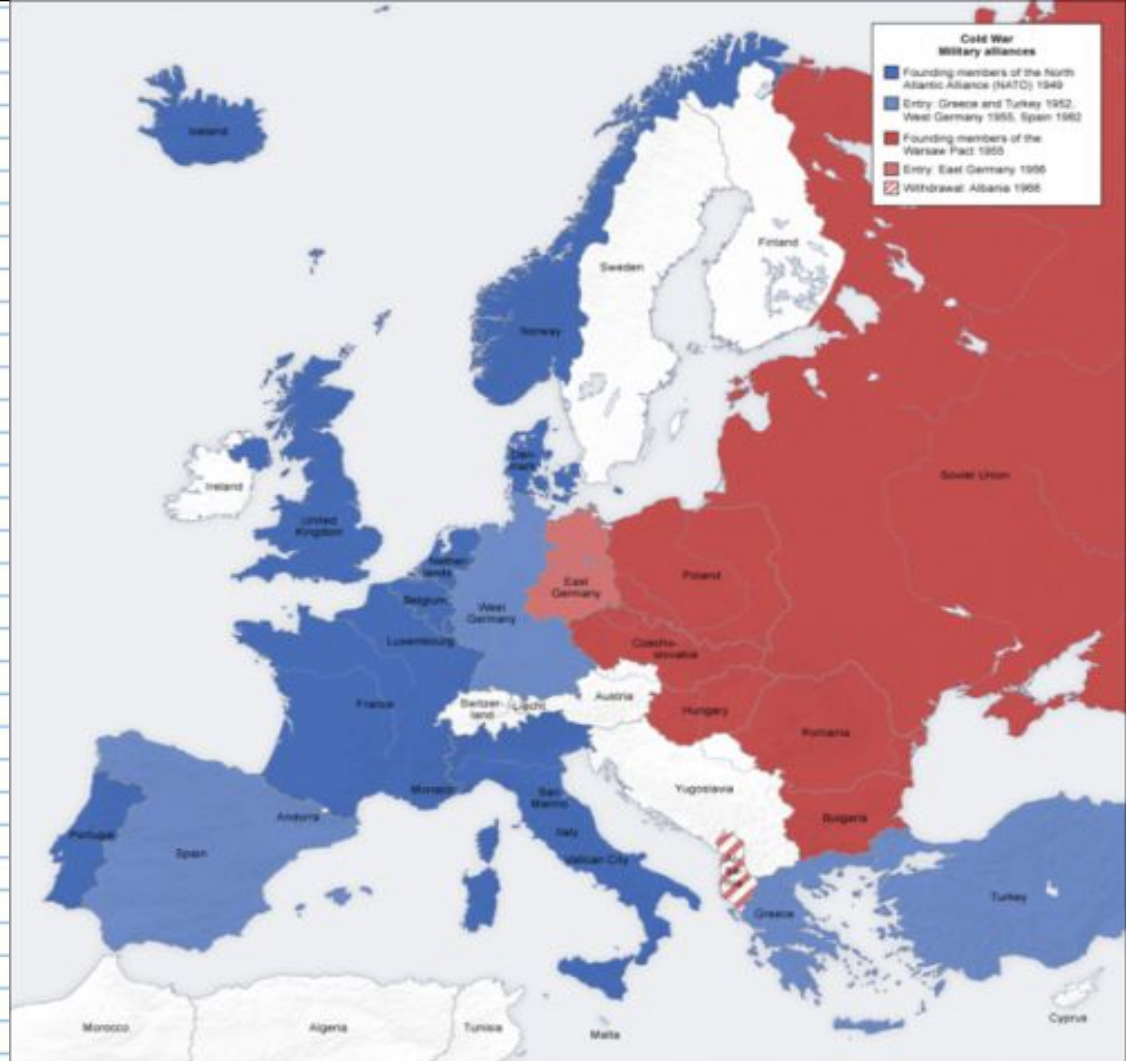 Cold War
Military alliances
Founding members of the North
Atlantic Alliance (NATO) 1949
Entry: Greece and Turkey 1952,
West Germany 1955, Spain 1982
Founding members of the
Warsaw Pact 1955
Entry: East Germany 1956
Withdrawal: Albania 1968
Iceland
Finland
Sweden
Norway
Den-
mark
Soviet Union
Ireland
United
Kingdom
Nether-
lands
East
Germany
Poland
Belgium
West
Germany
Luxembourg
Czecho-
slovakia
Austria
France
Switzer-
land
Liecht.
Hungary
Romania
Monaco
San
Marino
Yugoslavia
Andorra
Bulgaria
Portugal
Italy
Spain
Vatican City
Turkey
Greece
Cyprus
Morocco
Algeria
Tunisia
Malta